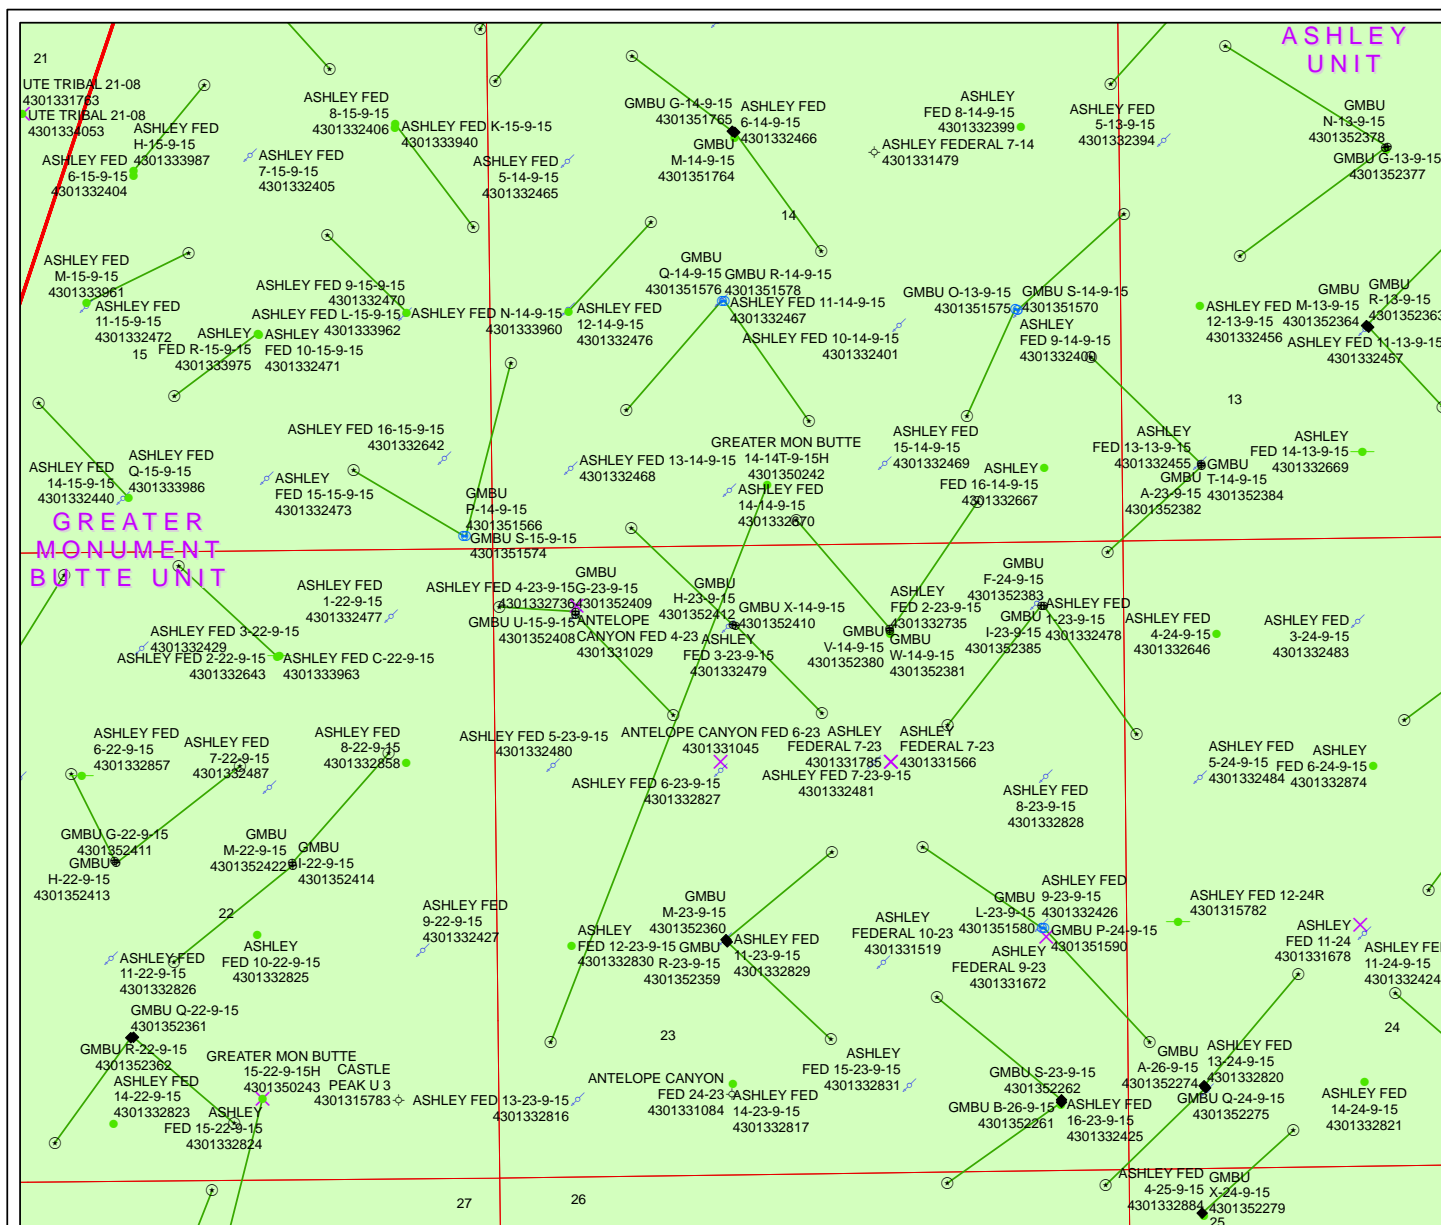 ASHLEY
UNIT
21
UTE TRIBAL 21-08
4301331763
UTE TRIBAL 21-08
4301334053
ASHLEY FED
H-15-9-15
4301333987
ASHLEY FED
6-15-9-15
4301332404
ASHLEY FED
7-15-9-15
4301332405
ASHLEY FED
8-15-9-15
4301332406
ASHLEY FED K-15-9-15
4301333940
ASHLEY FED
5-14-9-15
4301332465
GMBU G-14-9-15
4301351765
ASHLEY FED
6-14-9-15
4301332466
GMBU
M-14-9-15
4301351764
ASHLEY FEDERAL 7-14
4301331479
ASHLEY
FED 8-14-9-15
4301332399
ASHLEY FED
5-13-9-15
4301332394
GMBU
N-13-9-15
4301352378
GMBU G-13-9-15
4301352377
14
ASHLEY FED
M-15-9-15
4301333961
ASHLEY FED
11-15-9-15
4301332472
15
ASHLEY
FED R-15-9-15
4301333975
ASHLEY
FED 10-15-9-15
4301332471
ASHLEY FED 9-15-9-15
4301332470
ASHLEY FED L-15-9-15
4301333962
ASHLEY FED N-14-9-15
4301333960
ASHLEY FED
12-14-9-15
4301332476
GMBU
Q-14-9-15
4301351576
GMBU R-14-9-15
4301351578
ASHLEY FED 11-14-9-15
4301332467
ASHLEY FED 10-14-9-15
4301332401
GMBU O-13-9-15
4301351575
GMBU S-14-9-15
4301351570
ASHLEY
FED 9-14-9-15
4301332400
ASHLEY FED
12-13-9-15
4301332456
GMBU
M-13-9-15
4301352364
GMBU
R-13-9-15
4301352363
ASHLEY FED 11-13-9-15
4301332457
13
ASHLEY FED
14-15-9-15
4301332440
ASHLEY FED
Q-15-9-15
4301333986
ASHLEY
FED 15-15-9-15
4301332473
ASHLEY FED 16-15-9-15
4301332642
ASHLEY FED 13-14-9-15
4301332468
GREATER MON BUTTE
14-14T-9-15H
4301350242
ASHLEY FED
14-14-9-15
4301332670
ASHLEY FED
15-14-9-15
4301332469
ASHLEY
FED 16-14-9-15
4301332667
ASHLEY
FED 13-13-9-15
4301332455
GMBU
T-14-9-15
4301352384
GMBU
A-23-9-15
4301352382
ASHLEY
FED 14-13-9-15
4301332669
GMBU
P-14-9-15
4301351566
GMBU S-15-9-15
4301351574
GREATER
MONUMENT
BUTTE UNIT
ASHLEY FED
1-22-9-15
4301332477
ASHLEY FED 3-22-9-15
4301332429
ASHLEY FED 2-22-9-15
4301332643
ASHLEY FED C-22-9-15
4301333963
ASHLEY FED 4-23-9-15
4301332736
GMBU
G-23-9-15
4301352409
GMBU U-15-9-15
4301352408
ANTELOPE
CANYON FED 4-23
4301331029
GMBU
H-23-9-15
4301352412
GMBU X-14-9-15
4301352410
ASHLEY
FED 3-23-9-15
4301332479
ASHLEY
FED 2-23-9-15
4301332735
GMBU
V-14-9-15
4301352380
GMBU
W-14-9-15
4301352381
GMBU
F-24-9-15
4301352383
GMBU
I-23-9-15
4301352385
ASHLEY FED
1-23-9-15
4301332478
ASHLEY FED
4-24-9-15
4301332646
ASHLEY FED
3-24-9-15
4301332483
ASHLEY FED
6-22-9-15
4301332857
ASHLEY FED
7-22-9-15
4301332487
ASHLEY FED
8-22-9-15
4301332858
ASHLEY FED 5-23-9-15
4301332480
ANTELOPE CANYON FED 6-23
4301331045
ASHLEY FED 6-23-9-15
4301332827
ASHLEY
FEDERAL 7-23
4301331785
ASHLEY
FEDERAL 7-23
4301331566
ASHLEY FED 7-23-9-15
4301332481
ASHLEY FED
8-23-9-15
4301332828
ASHLEY FED
5-24-9-15
4301332484
ASHLEY
FED 6-24-9-15
4301332874
GMBU G-22-9-15
4301352411
GMBU
H-22-9-15
4301352413
GMBU
M-22-9-15
4301352422
GMBU
I-22-9-15
4301352414
22
ASHLEY FED
9-22-9-15
4301332427
ASHLEY
FED 10-22-9-15
4301332825
ASHLEY FED
11-22-9-15
4301332826
ASHLEY
FED 12-23-9-15
4301332830
GMBU
M-23-9-15
4301352360
GMBU
R-23-9-15
4301352359
ASHLEY FED
11-23-9-15
4301332829
ASHLEY
FEDERAL 10-23
4301331519
GMBU
L-23-9-15
4301351580
ASHLEY FED
9-23-9-15
4301332426
GMBU P-24-9-15
4301351590
ASHLEY
FEDERAL 9-23
4301331672
ASHLEY FED 12-24R
4301315782
ASHLEY
FED 11-24
4301331678
ASHLEY FED
11-24-9-15
4301332424
GMBU Q-22-9-15
4301352361
GMBU R-22-9-15
4301352362
ASHLEY FED
14-22-9-15
4301332823
GREATER MON BUTTE
15-22-9-15H
4301350243
ASHLEY
FED 15-22-9-15
4301332824
CASTLE
PEAK U 3
4301315783
ASHLEY FED 13-23-9-15
4301332816
23
ANTELOPE CANYON
FED 24-23
4301331084
ASHLEY FED
14-23-9-15
4301332817
ASHLEY
FED 15-23-9-15
4301332831
GMBU S-23-9-15
4301352262
GMBU B-26-9-15
4301352261
ASHLEY FED
16-23-9-15
4301332425
GMBU
A-26-9-15
4301352274
ASHLEY FED
13-24-9-15
4301332820
GMBU Q-24-9-15
4301352275
24
ASHLEY FED
14-24-9-15
4301332821
ASHLEY FED
4-25-9-15
4301332884
GMBU
X-24-9-15
4301352279
27
26
25